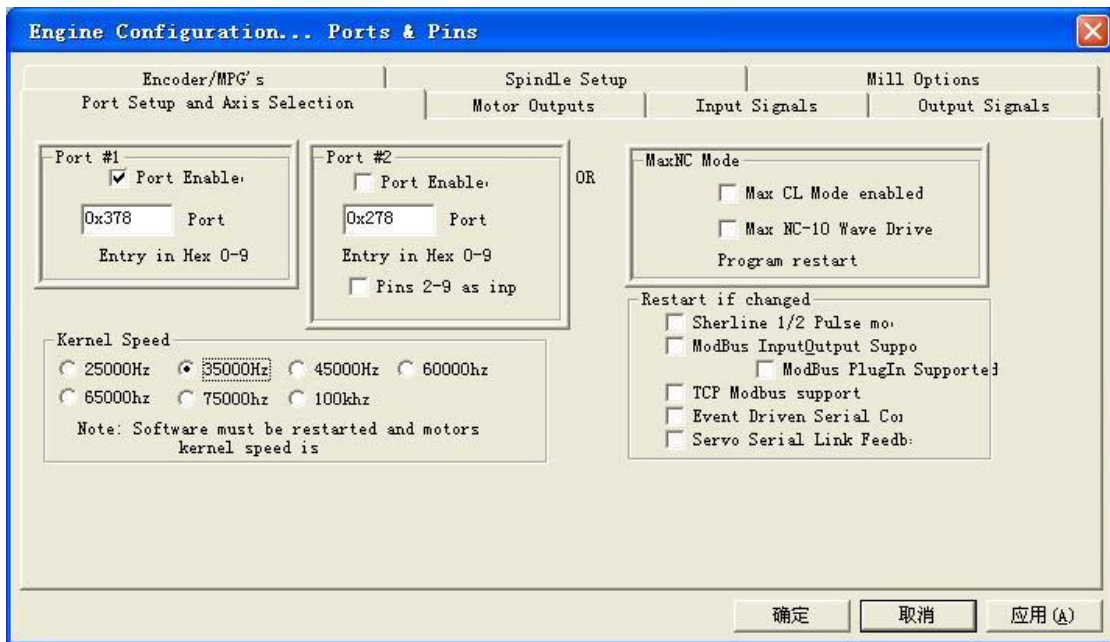 Engine Configuration... Ports & Pins
Encoder/MPG's
Spindle Setup
Mill Options
Port Setup and Axis Selection
Motor Outputs
Input Signals
Output Signals
Port #1
Port Enable
0x378 Port
Entry in Hex 0-9
Port #2
Port Enable
0x278 Port
Entry in Hex 0-9
Pins 2-9 as inp
OR
MaxNC Mode
Max CL Mode enabled
Max NC-10 Wave Drive
Program restart
Restart if changed
Sherline 1/2 Pulse mo
ModBus InputOutput Suppo
ModBus PlugIn Supported
TCP Modbus support
Event Driven Serial Co
Servo Serial Link Feedb
Kernel Speed
25000Hz 35000Hz 45000Hz 60000hz
65000hz 75000hz 100khz
Note: Software must be restarted and motors
kernel speed is
确定
取消
应用(A)